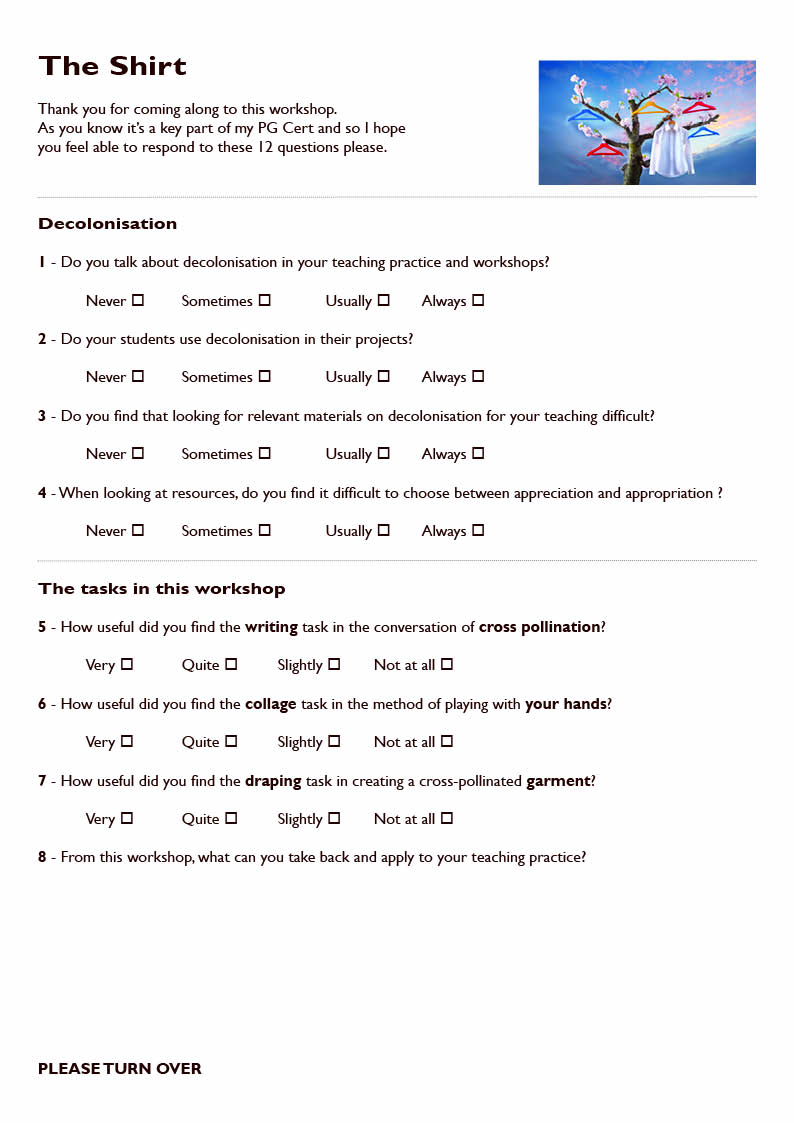 The Shirt
Thank you for coming along to this workshop.
As you know it's a key part of my PG Cert and so I hope
you feel able to respond to these 12 questions please.
Decolonisation
1 - Do you talk about decolonisation in your teaching practice and workshops?
Never ☐ Sometimes ☐ Usually ☐ Always ☐
2 - Do your students use decolonisation in their projects?
Never ☐ Sometimes ☐ Usually ☐ Always ☐
3 - Do you find that looking for relevant materials on decolonisation for your teaching difficult?
Never ☐ Sometimes ☐ Usually ☐ Always ☐
4 - When looking at resources, do you find it difficult to choose between appreciation and appropriation ?
Never ☐ Sometimes ☐ Usually ☐ Always ☐
The tasks in this workshop
5 - How useful did you find the writing task in the conversation of cross pollination?
Very ☐ Quite ☐ Slightly ☐ Not at all ☐
6 - How useful did you find the collage task in the method of playing with your hands?
Very ☐ Quite ☐ Slightly ☐ Not at all ☐
7 - How useful did you find the draping task in creating a cross-pollinated garment?
Very ☐ Quite ☐ Slightly ☐ Not at all ☐
8 - From this workshop, what can you take back and apply to your teaching practice?
PLEASE TURN OVER